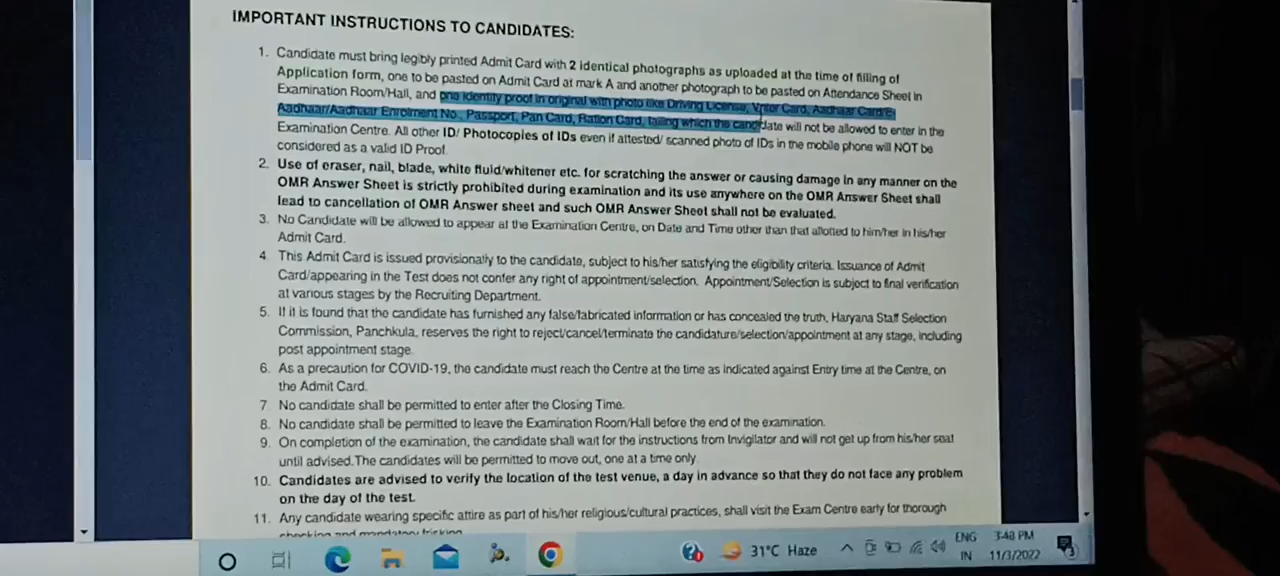 IMPORTANT INSTRUCTIONS TO CANDIDATES:
1. Candidate must bring legibly printed Admit Card with 2 identical photographs as uploaded at the time of filling of
Application form, one to be pasted on Admit Card at mark A and another photograph to be pasted on Attendance Sheet in
Examination Room/Hall, and one identity proof in original with photo like Driving License, Voter Card, Aadhaar Card/E-
Aadhaar/Aadhaar Enrolment No., Passport, Pan Card, Ration Card, failing which the candidate will not be allowed to enter in the
Examination Centre. All other ID/ Photocopies of IDs even if attested/ scanned photo of IDs in the mobile phone will NOT be
considered as a valid ID Proof.
2. Use of eraser, nail, blade, white fluid/whitener etc. for scratching the answer or causing damage in any manner on the
OMR Answer Sheet is strictly prohibited during examination and its use anywhere on the OMR Answer Sheet shall
lead to cancellation of OMR Answer sheet and such OMR Answer Sheet shall not be evaluated.
3. No Candidate will be allowed to appear at the Examination Centre, on Date and Time other than that allotted to him/her in his/her
Admit Card.
4. This Admit Card is issued provisionally to the candidate, subject to his/her satisfying the eligibility criteria. Issuance of Admit
Card/appearing in the Test does not confer any right of appointment/selection. Appointment/Selection is subject to final verification
at various stages by the Recruiting Department.
5. If it is found that the candidate has furnished any false/fabricated information or has concealed the truth, Haryana Staff Selection
Commission, Panchkula, reserves the right to reject/cancel/terminate the candidature/selection/appointment at any stage, including
post appointment stage.
6. As a precaution for COVID-19, the candidate must reach the Centre at the time as indicated against Entry time at the Centre, on
the Admit Card.
7. No candidate shall be permitted to enter after the Closing Time.
8. No candidate shall be permitted to leave the Examination Room/Hall before the end of the examination.
9. On completion of the examination, the candidate shall wait for the instructions from Invigilator and will not get up from his/her seat
until advised. The candidates will be permitted to move out, one at a time only.
10. Candidates are advised to verify the location of the test venue, a day in advance so that they do not face any problem
on the day of the test.
11. Any candidate wearing specific attire as part of his/her religious/cultural practices, shall visit the Exam Centre early for thorough
checking and mandatory frisking
31°C Haze
ENG
IN
3:48 PM
11/3/2022
3